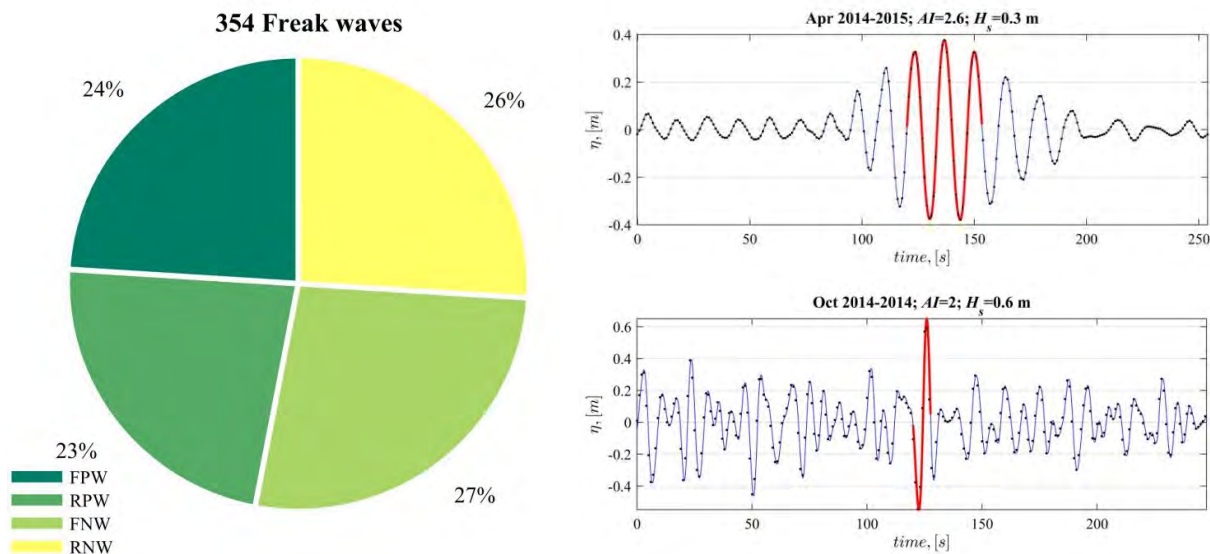 354 Freak waves
24%
26%
23%
27%
FPW
RPW
FNW
RNW
Apr 2014-2015; AI=2.6; H_s=0.3 m
0.4
0.2
0
-0.2
-0.4
η, [m]
0
50
100
150
200
250
time, [s]
Oct 2014-2014; AI=2; H_s=0.6 m
0.6
0.4
0.2
0
-0.2
-0.4
η, [m]
0
50
100
150
200
time, [s]